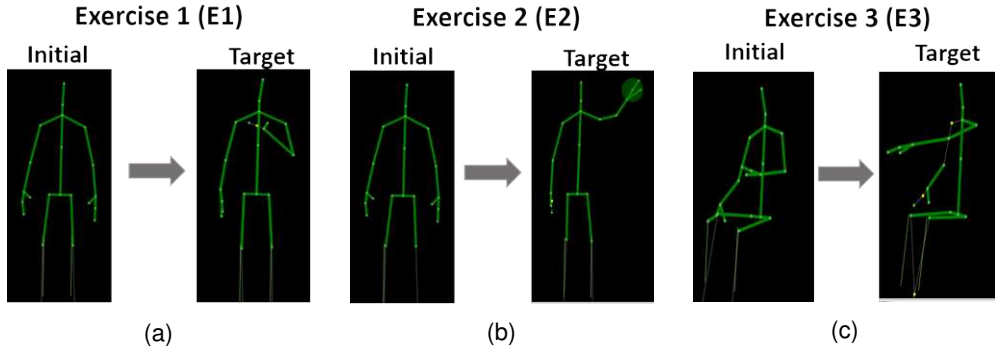 Exercise 1 (E1)
Initial
Target
(a)
Exercise 2 (E2)
Initial
Target
(b)
Exercise 3 (E3)
Initial
Target
(c)